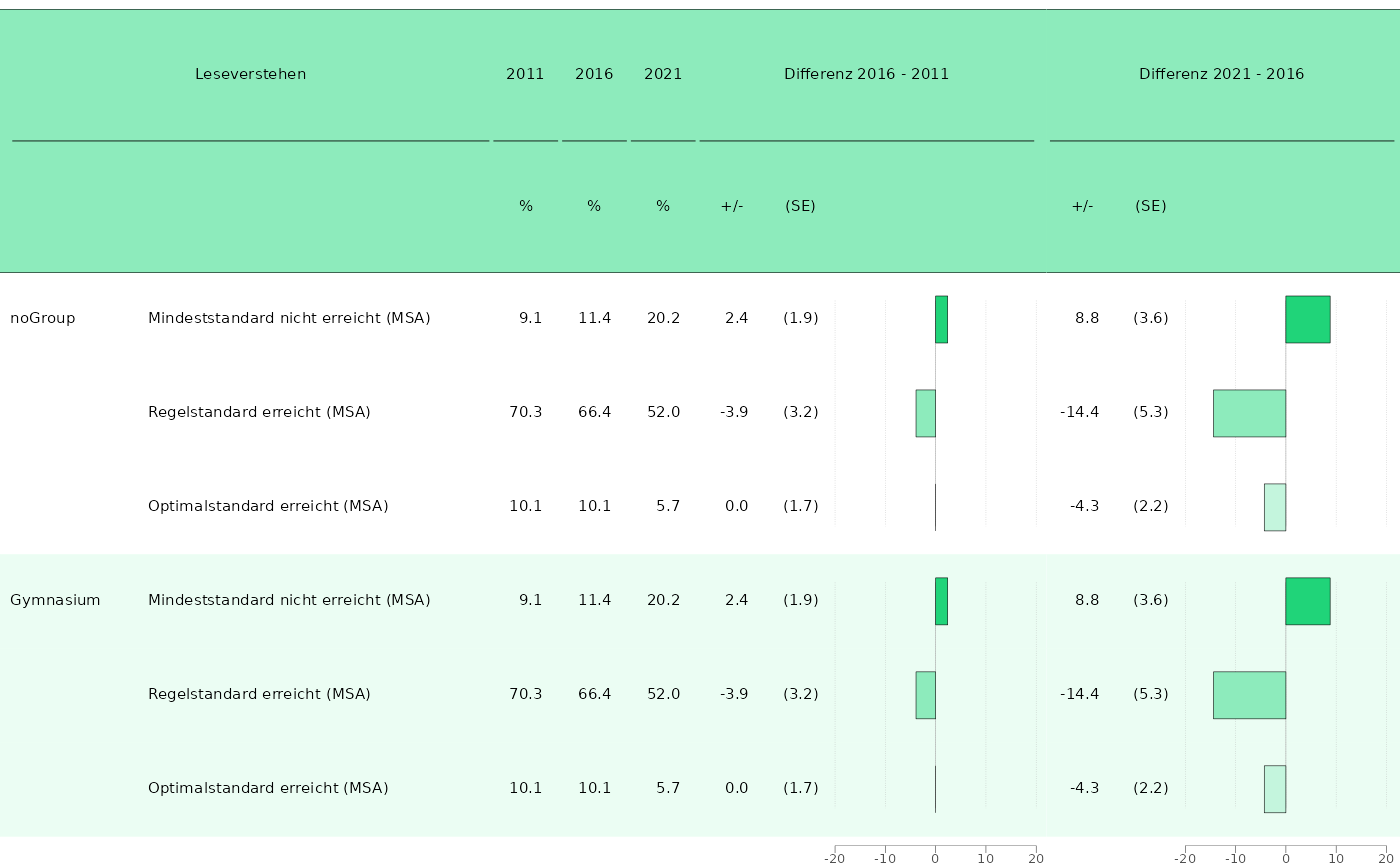 Leseverstehen 2011 2016 2021 Differenz 2016 - 2011 Differenz 2021 - 2016
% % % +/- (SE) +/- (SE)
noGroup Mindeststandard nicht erreicht (MSA) 9.1 11.4 20.2 2.4 (1.9) 8.8 (3.6)
Regelstandard erreicht (MSA) 70.3 66.4 52.0 -3.9 (3.2) -14.4 (5.3)
Optimalstandard erreicht (MSA) 10.1 10.1 5.7 0.0 (1.7) -4.3 (2.2)
Gymnasium Mindeststandard nicht erreicht (MSA) 9.1 11.4 20.2 2.4 (1.9) 8.8 (3.6)
Regelstandard erreicht (MSA) 70.3 66.4 52.0 -3.9 (3.2) -14.4 (5.3)
Optimalstandard erreicht (MSA) 10.1 10.1 5.7 0.0 (1.7) -4.3 (2.2)
-20 -10 0 10 20 -20 -10 0 10 20